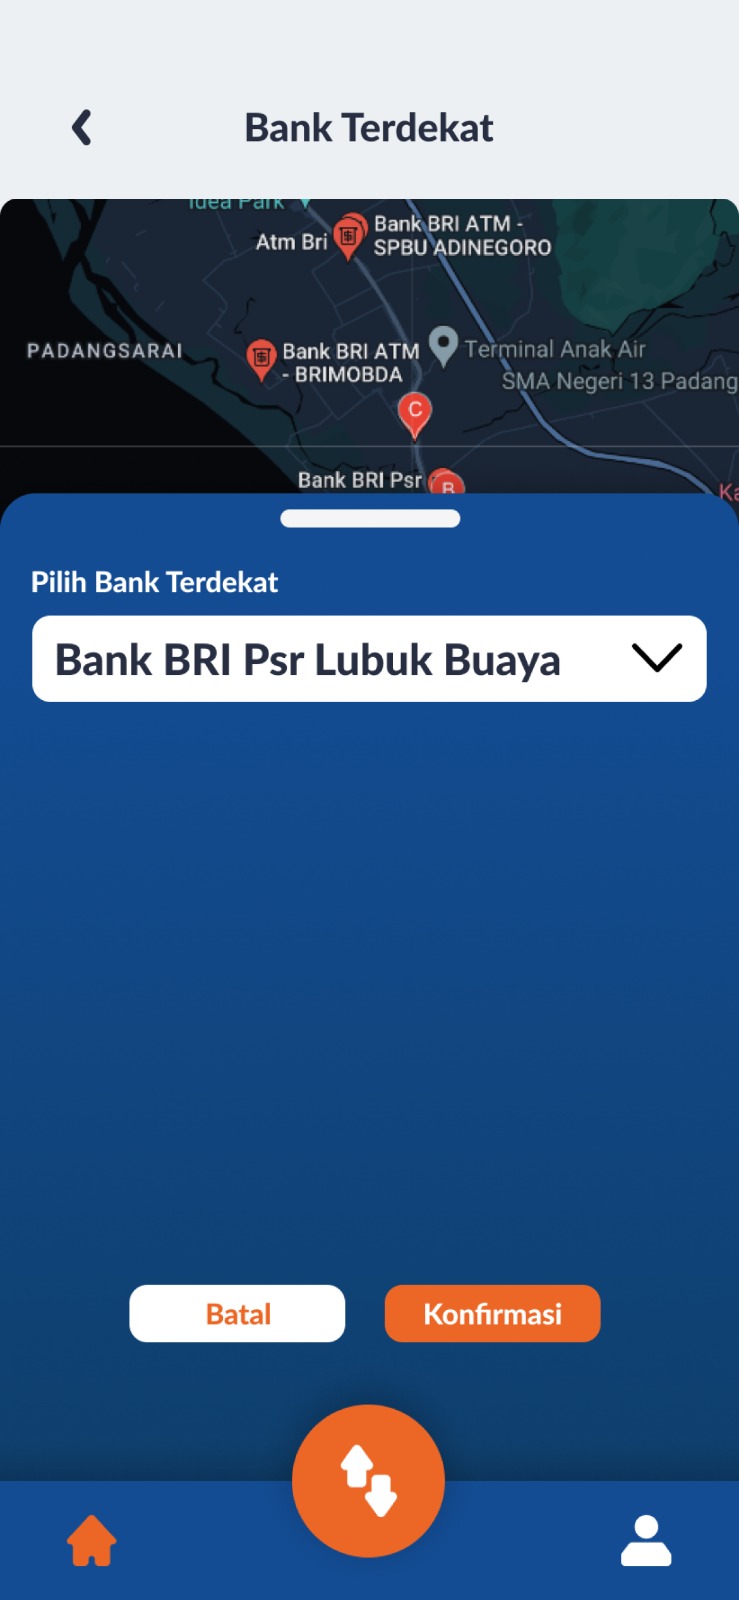 Bank Terdekat
Idea Park
Bank BRI ATM -
SPBU ADINEGORO
Atm Bri
PADANGSARAI
Bank BRI ATM
- BRIMOBDA
Terminal Anak Air
SMA Negeri 13 Padang
C
Bank BRI Psr
B
Ka
Pilih Bank Terdekat
Bank BRI Psr Lubuk Buaya
Batal
Konfirmasi